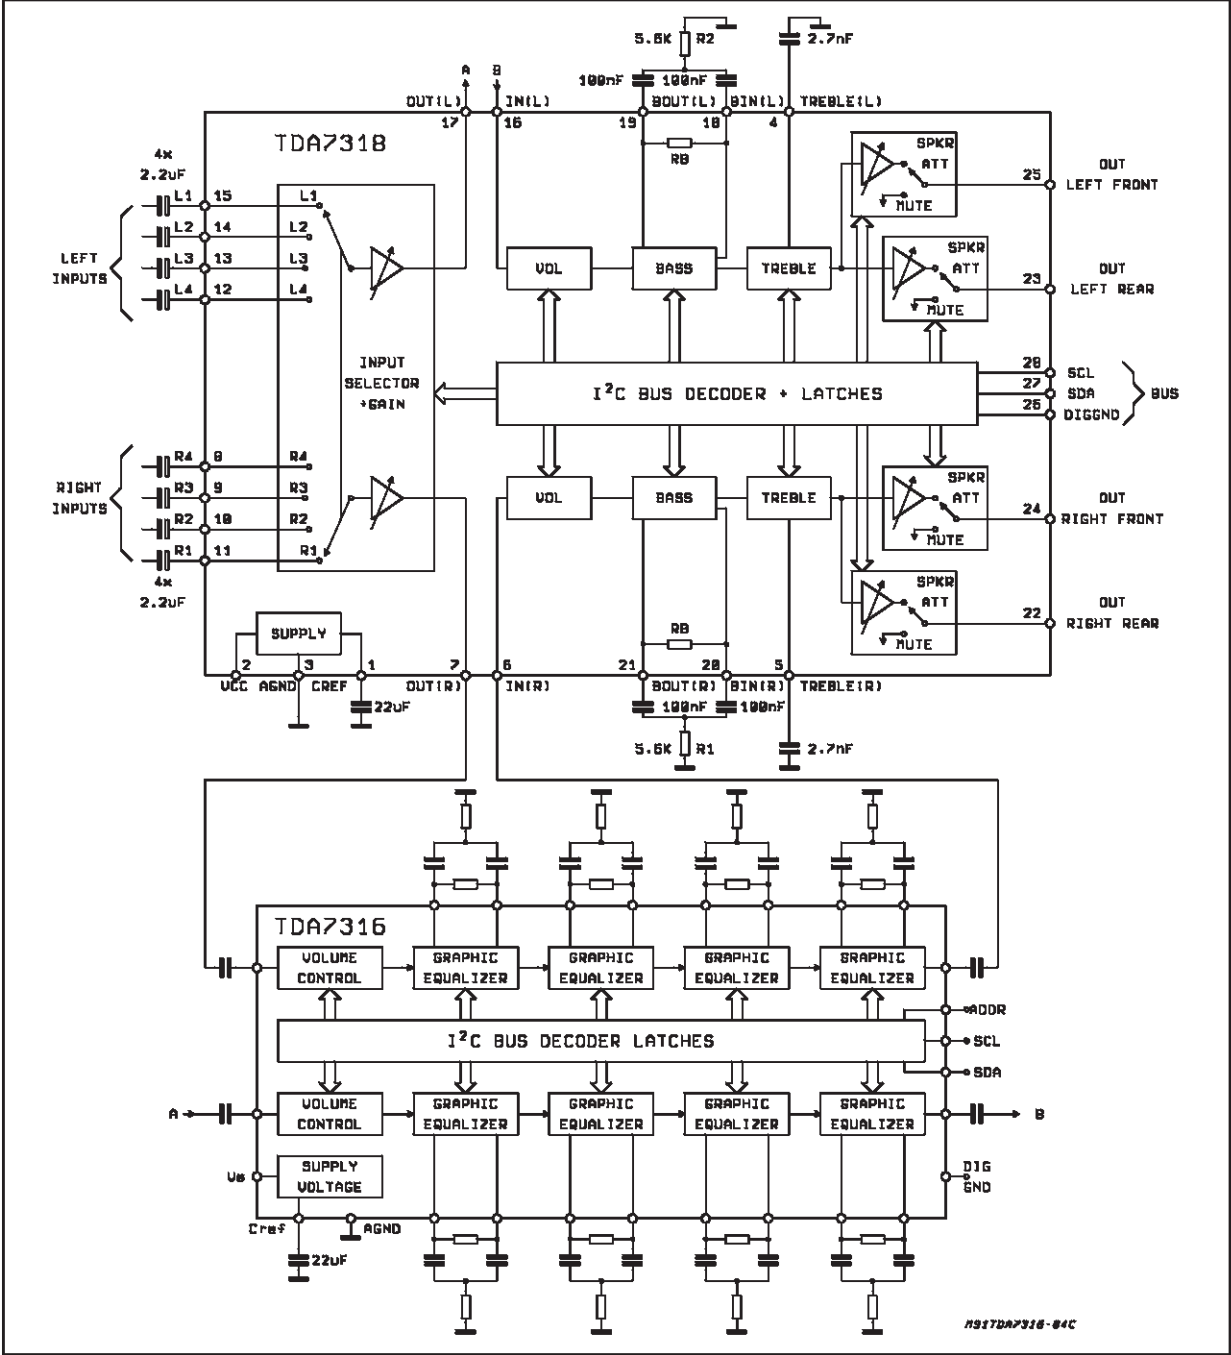 5.6K R2 2.7nF
A B 100nF 100nF
OUT(L) IN(L) BOUT(L) BIN(L) TREBLE(L)
17 16 19 18 4
TDA7318
RB
SPKR
ATT
MUTE
25 OUT
LEFT FRONT
4x
2.2uF
L1 15 L1
L2 14 L2
L3 13 L3
L4 12 L4
LEFT
INPUTS
VOL BASS TREBLE
SPKR
ATT
MUTE
23 OUT
LEFT REAR
INPUT
SELECTOR
+GAIN
I²C BUS DECODER + LATCHES
28 SCL
27 SDA
26 DIGGND
BUS
R4 8 R4
R3 9 R3
R2 10 R2
R1 11 R1
RIGHT
INPUTS
4x
2.2uF
VOL BASS TREBLE
SPKR
ATT
MUTE
24 OUT
RIGHT FRONT
SPKR
ATT
MUTE
22 OUT
RIGHT REAR
SUPPLY
RB
2 3 1 7 6 21 20 5
VCC AGND CREF OUT(R) IN(R) BOUT(R) BIN(R) TREBLE(R)
22uF 100nF 100nF
5.6K R1 2.7nF
TDA7316
VOLUME
CONTROL
GRAPHIC
EQUALIZER
GRAPHIC
EQUALIZER
GRAPHIC
EQUALIZER
GRAPHIC
EQUALIZER
ADDR
I²C BUS DECODER LATCHES
SCL
SDA
A
VOLUME
CONTROL
GRAPHIC
EQUALIZER
GRAPHIC
EQUALIZER
GRAPHIC
EQUALIZER
GRAPHIC
EQUALIZER
B
Vs
SUPPLY
VOLTAGE
DIG
GND
Cref AGND
22uF
M91TDA7316-04C